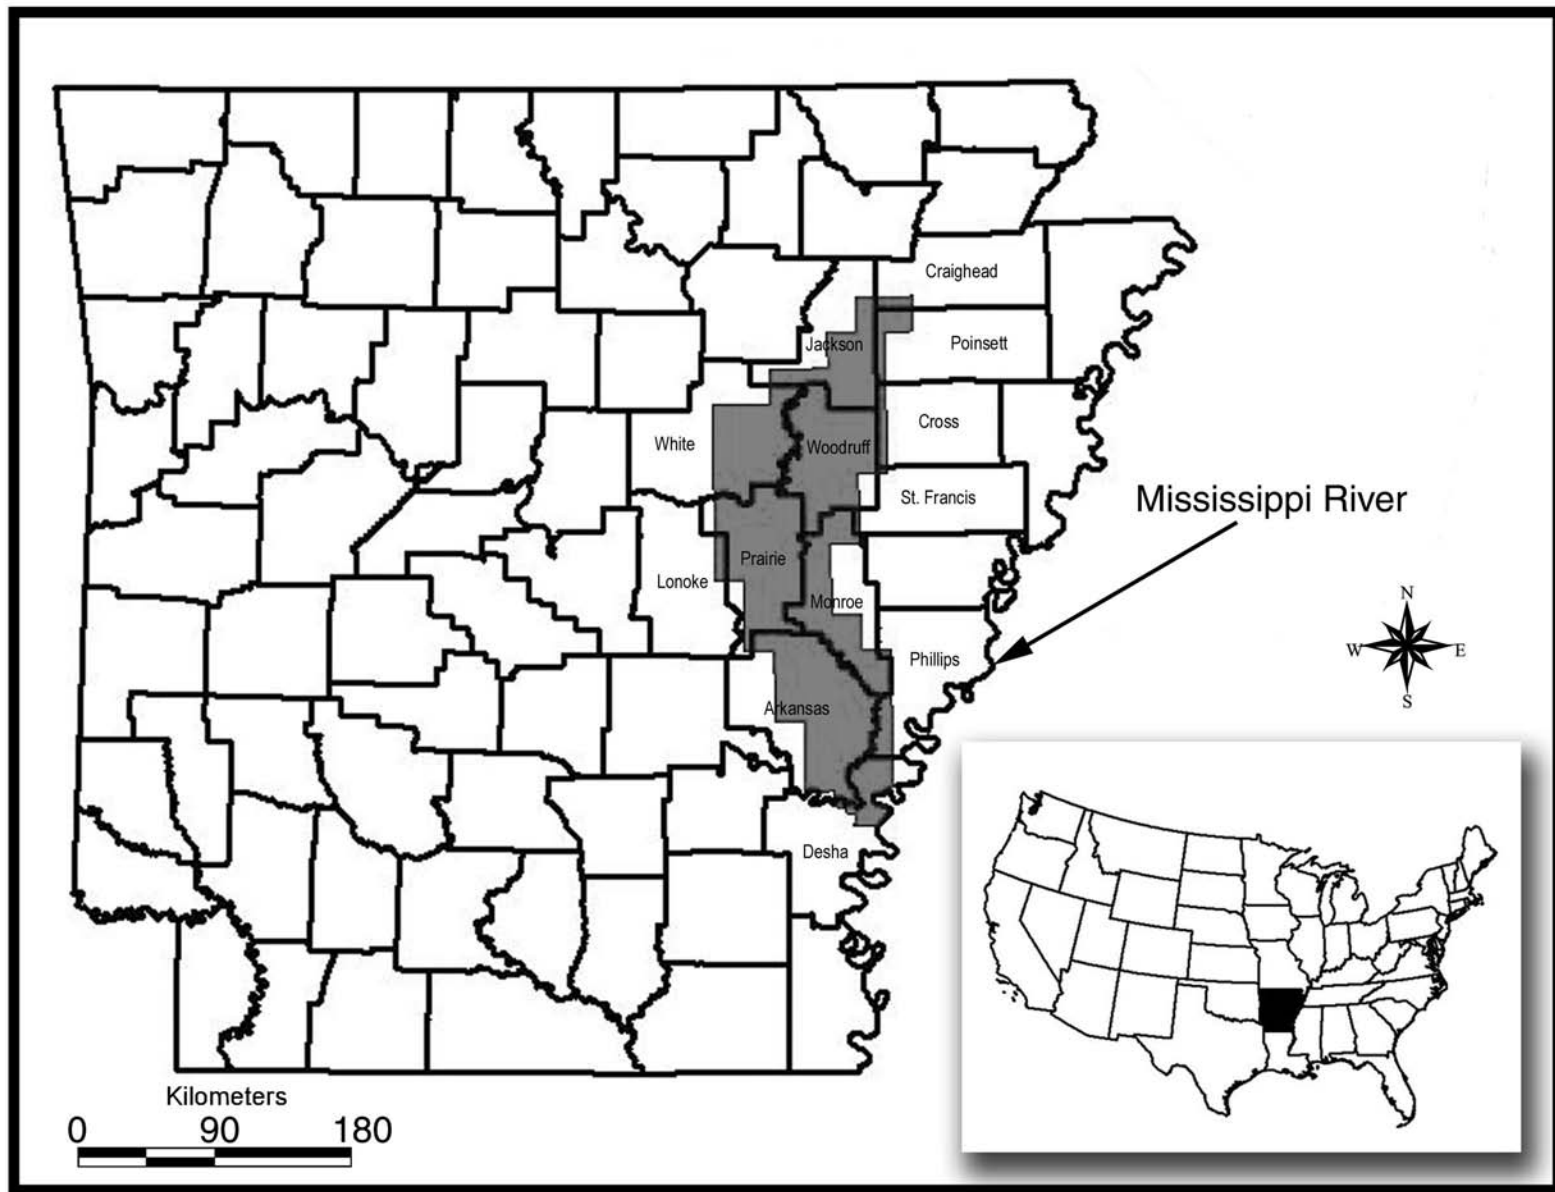 Craighead
Jackson
Poinsett
White
Woodruff
Cross
St. Francis
Mississippi River
Prairie
Lonoke
Monroe
Phillips
Arkansas
Desha
N
W
E
S
Kilometers
0 90 180